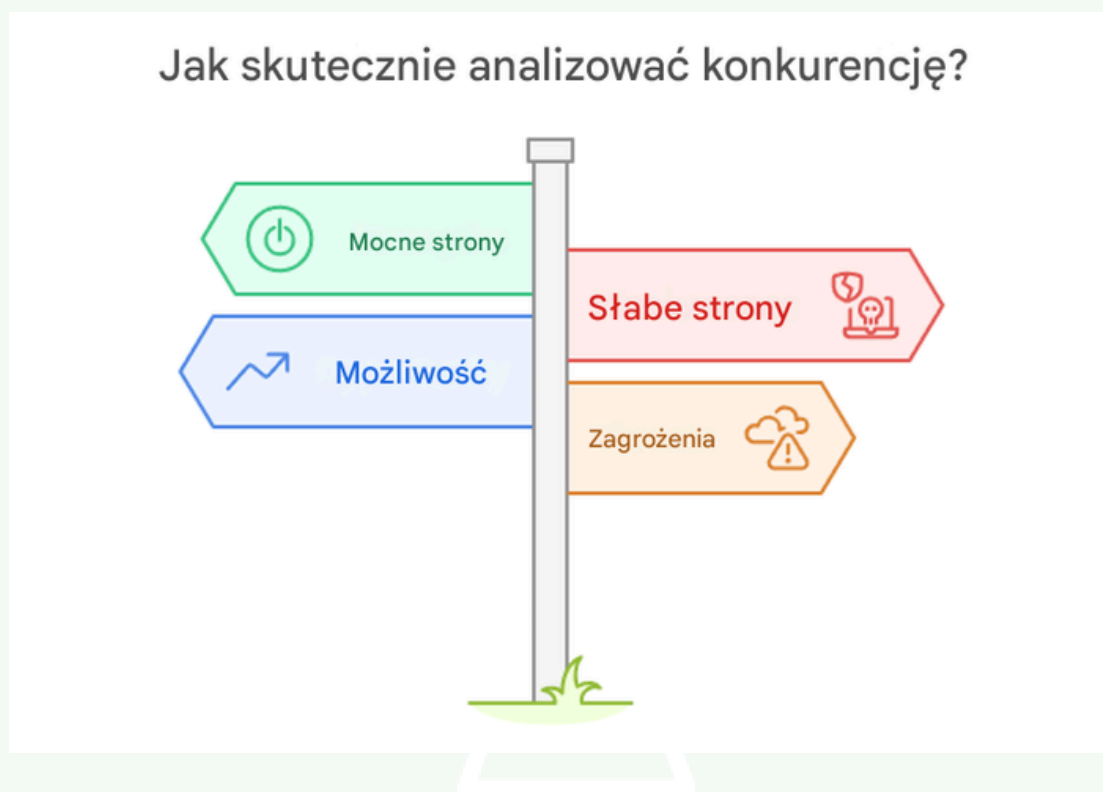 Jak skutecznie analizować konkurencję?
Mocne strony
Słabe strony
Możliwość
Zagrożenia